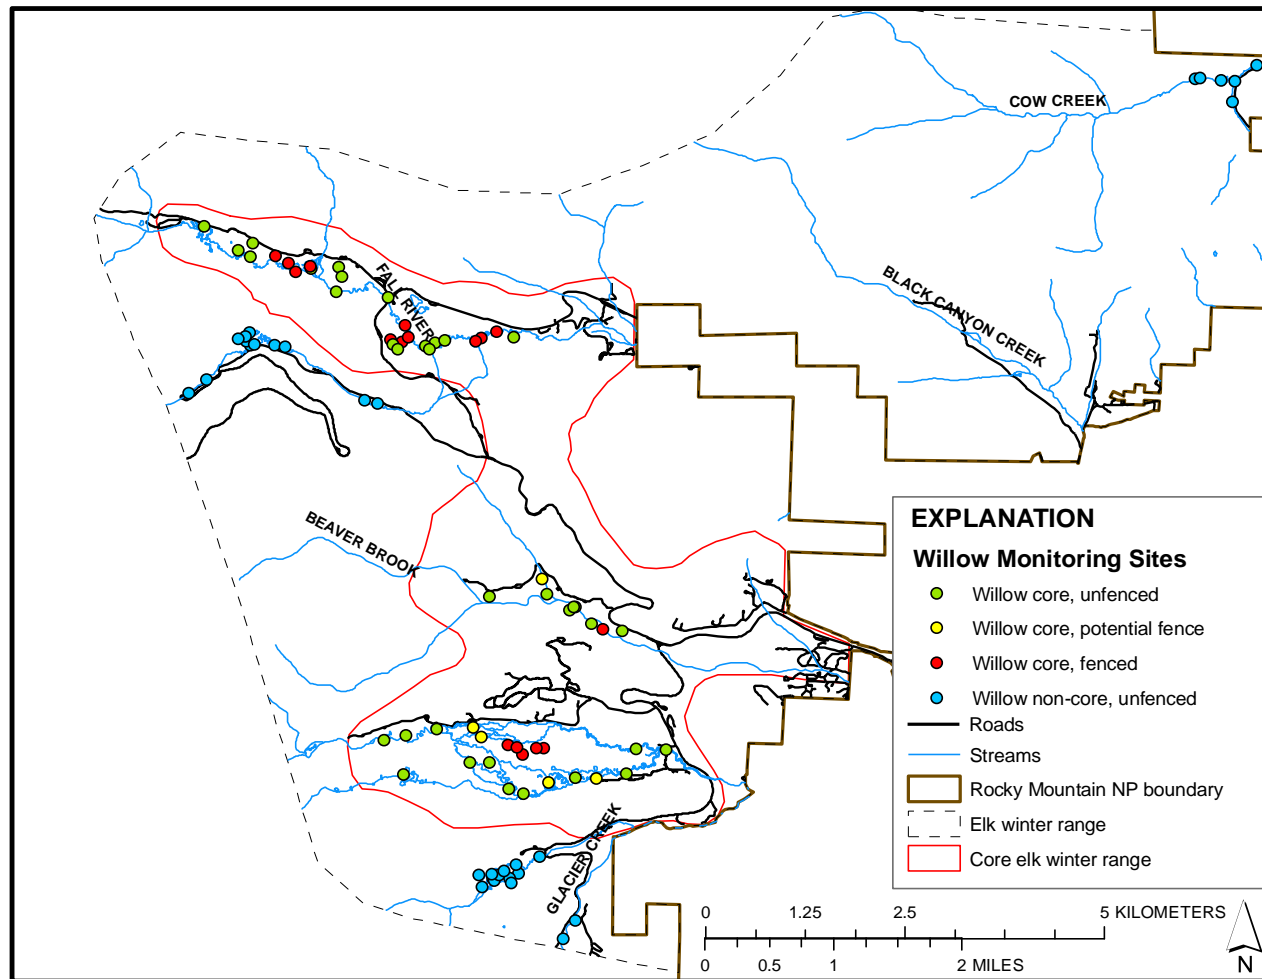 COW CREEK
FALL RIVER
BLACK CANYON CREEK
BEAVER BROOK
GLACIER CREEK
EXPLANATION
Willow Monitoring Sites
Willow core, unfenced
Willow core, potential fence
Willow core, fenced
Willow non-core, unfenced
Roads
Streams
Rocky Mountain NP boundary
Elk winter range
Core elk winter range
0 1.25 2.5 5 KILOMETERS
0 0.5 1 2 MILES
N